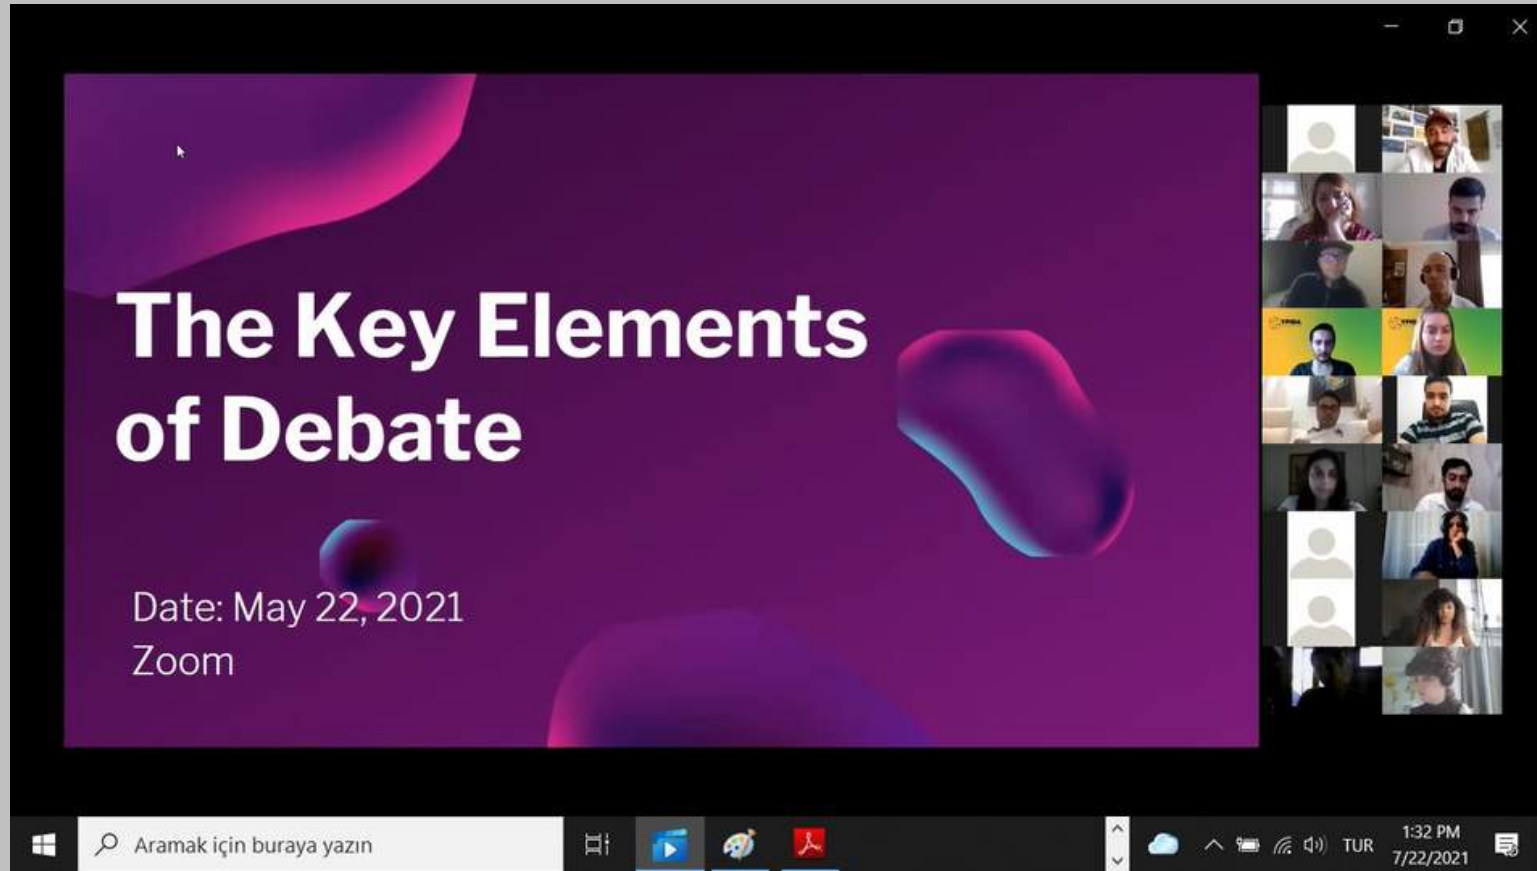 The Key Elements
of Debate
Date: May 22, 2021
Zoom
Aramak için buraya yazın
TUR
1:32 PM
7/22/2021